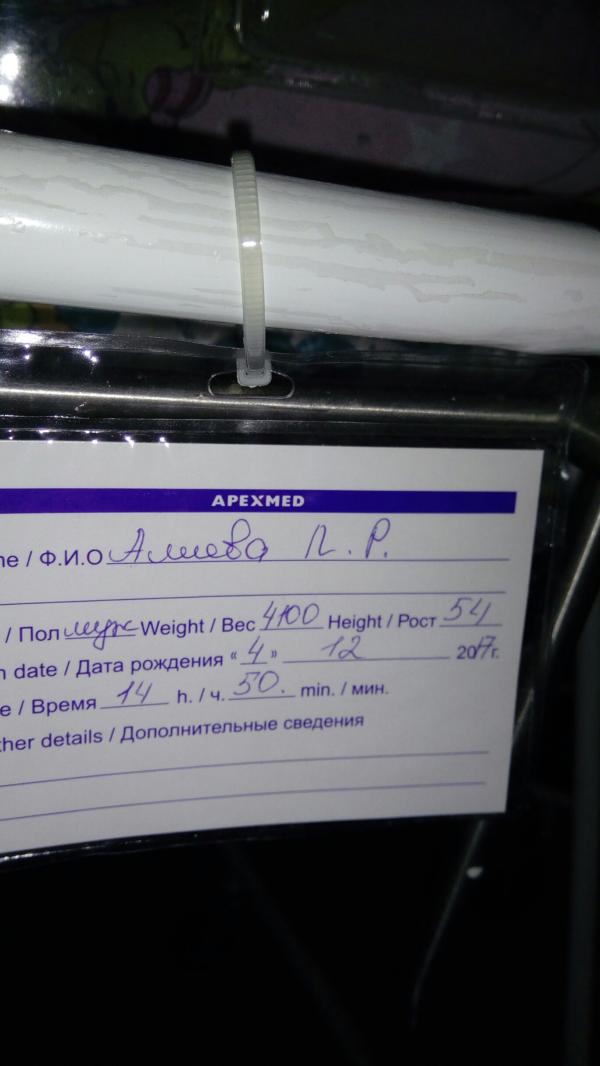 APEXMED
ne / Ф.И.О Алиева Л. Р.
/ Пол муж Weight / Вес 4100 Height / Рост 54
n date / Дата рождения “ 4 ” 12 2017г.
e / Время 14 h. / ч. 50. min. / мин.
ther details / Дополнительные сведения